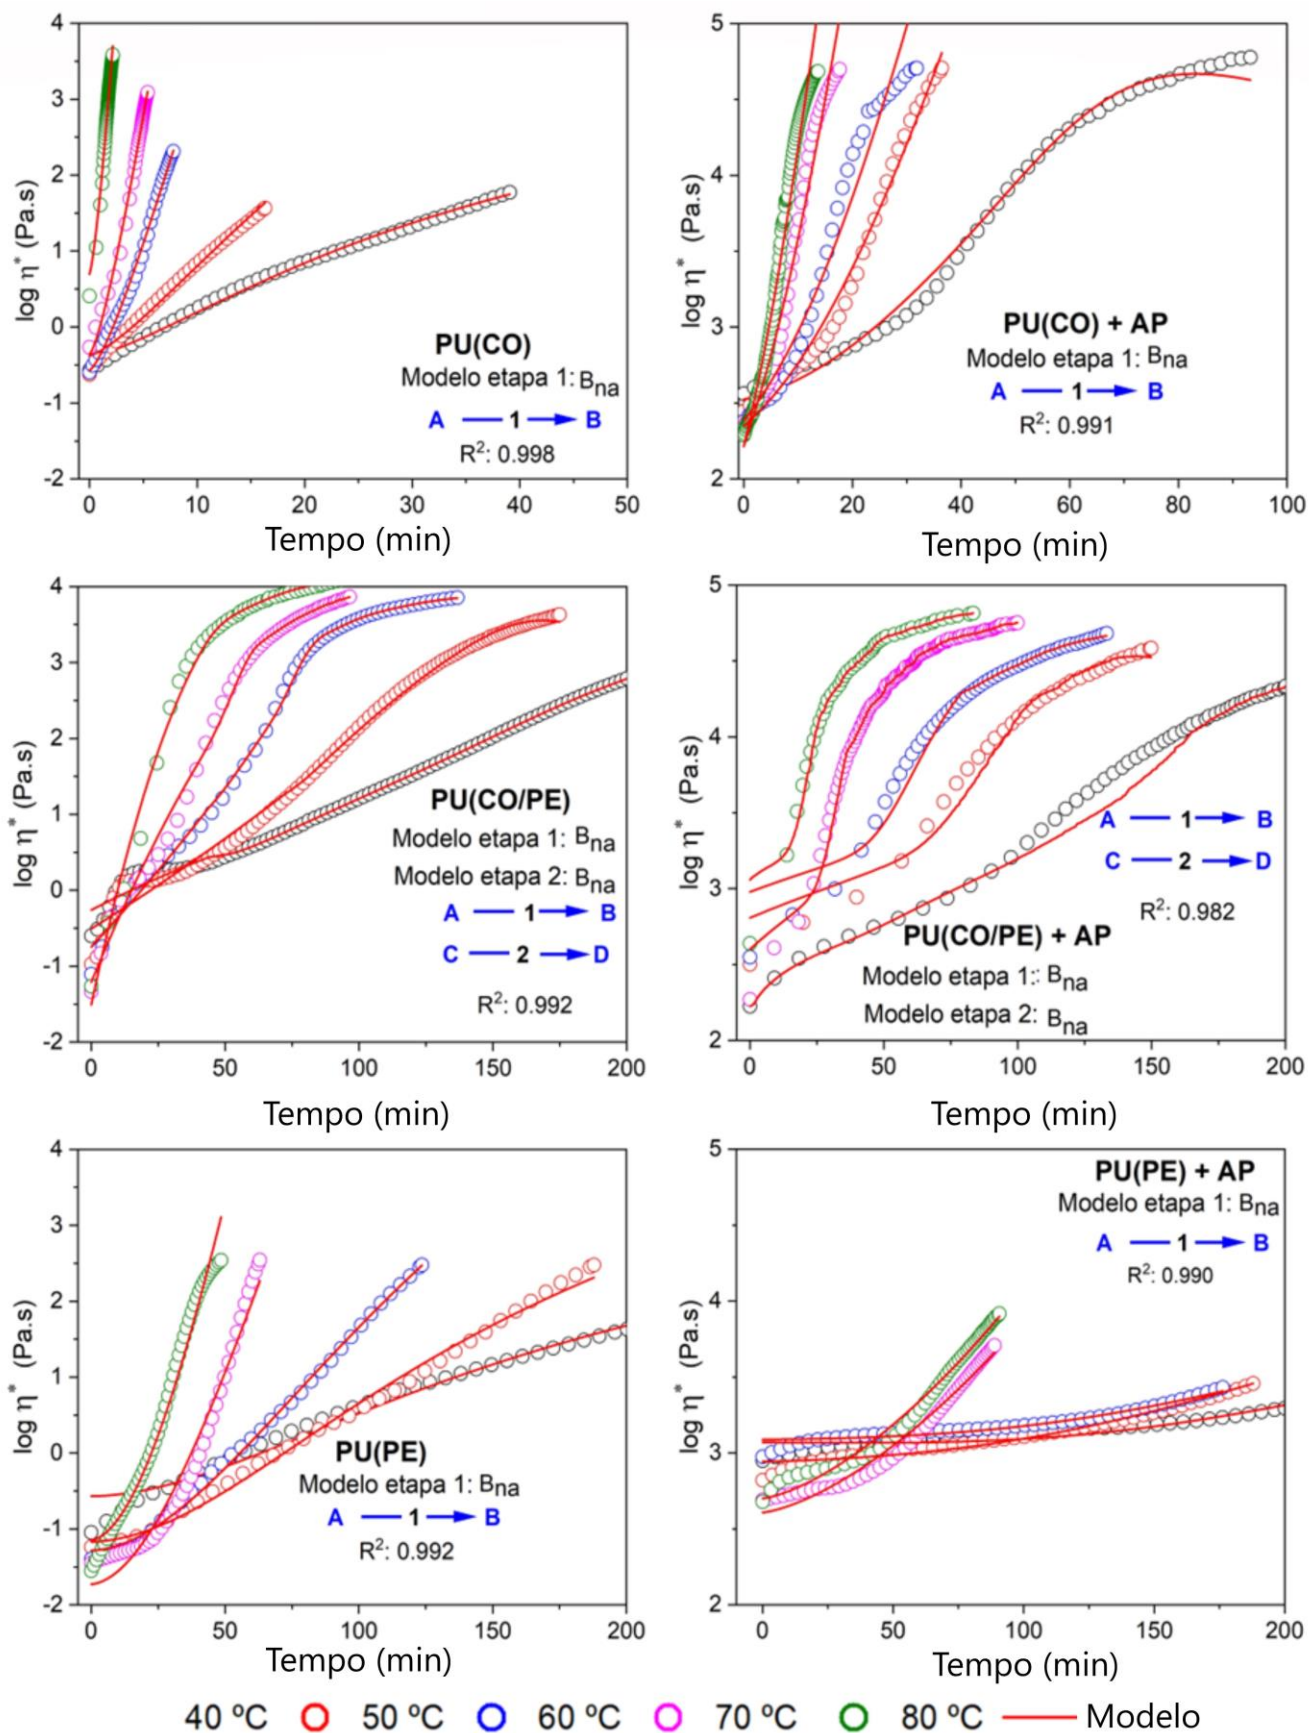 4
3
2
1
0
-1
-2
log η* (Pa.s)
PU(CO)
Modelo etapa 1: Bna
A 1 B
R²: 0.998
0 10 20 30 40 50
Tempo (min)
5
4
3
2
log η* (Pa.s)
PU(CO) + AP
Modelo etapa 1: Bna
A 1 B
R²: 0.991
0 20 40 60 80 100
Tempo (min)
4
3
2
1
0
-1
-2
log η* (Pa.s)
PU(CO/PE)
Modelo etapa 1: Bna
Modelo etapa 2: Bna
A 1 B
C 2 D
R²: 0.992
0 50 100 150 200
Tempo (min)
5
4
3
2
log η* (Pa.s)
A 1 B
C 2 D
R²: 0.982
PU(CO/PE) + AP
Modelo etapa 1:: Bna
Modelo etapa 2: Bna
0 50 100 150 200
Tempo (min)
4
3
2
1
0
-1
-2
log η* (Pa.s)
PU(PE)
Modelo etapa 1: Bna
A 1 B
R²: 0.992
0 50 100 150 200
Tempo (min)
5
4
3
2
log η* (Pa.s)
PU(PE) + AP
Modelo etapa 1: Bna
A 1 B
R²: 0.990
0 50 100 150 200
Tempo (min)
40 ºC 50 ºC 60 ºC 70 ºC 80 ºC Modelo